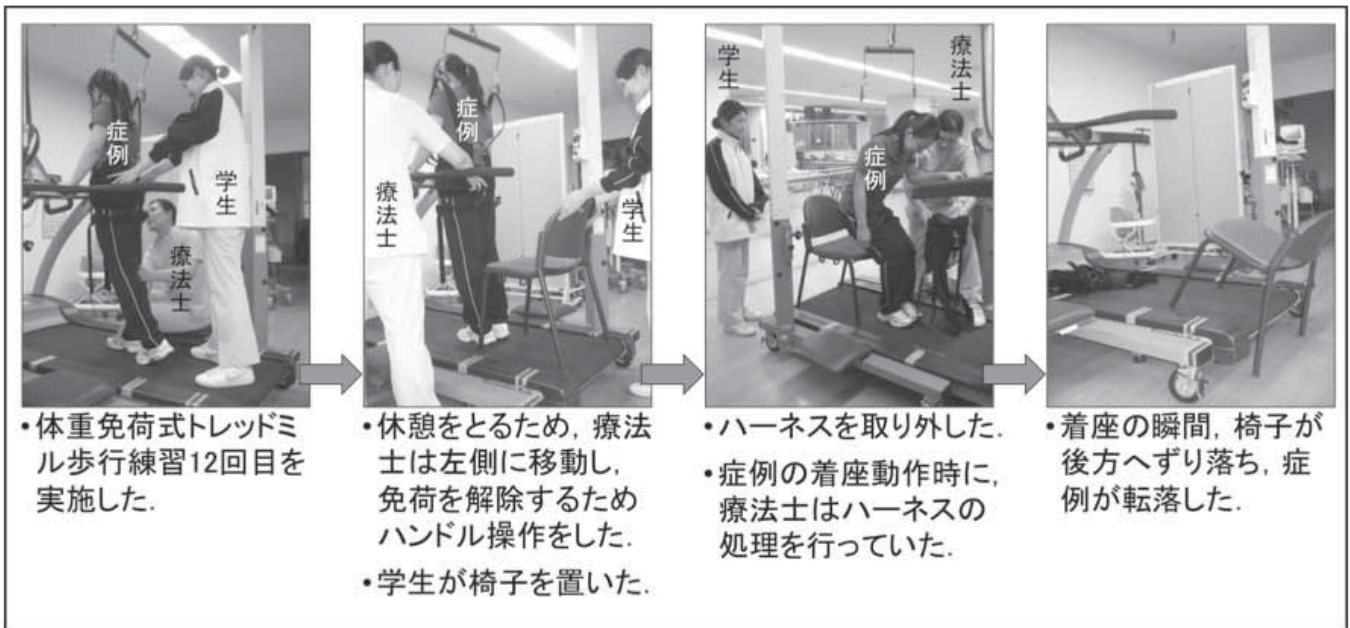 症例
学生
療法士
症例
療法士
学生
学生
療法士
症例
•体重免荷式トレッドミ
ル歩行練習12回目を
実施した.
•休憩をとるため，療法
士は左側に移動し，
免荷を解除するため
ハンドル操作をした.
•学生が椅子を置いた.
•ハーネスを取り外した.
•症例の着座動作時に，
療法士はハーネスの
処理を行っていた.
•着座の瞬間，椅子が
後方へずり落ち，症
例が転落した.